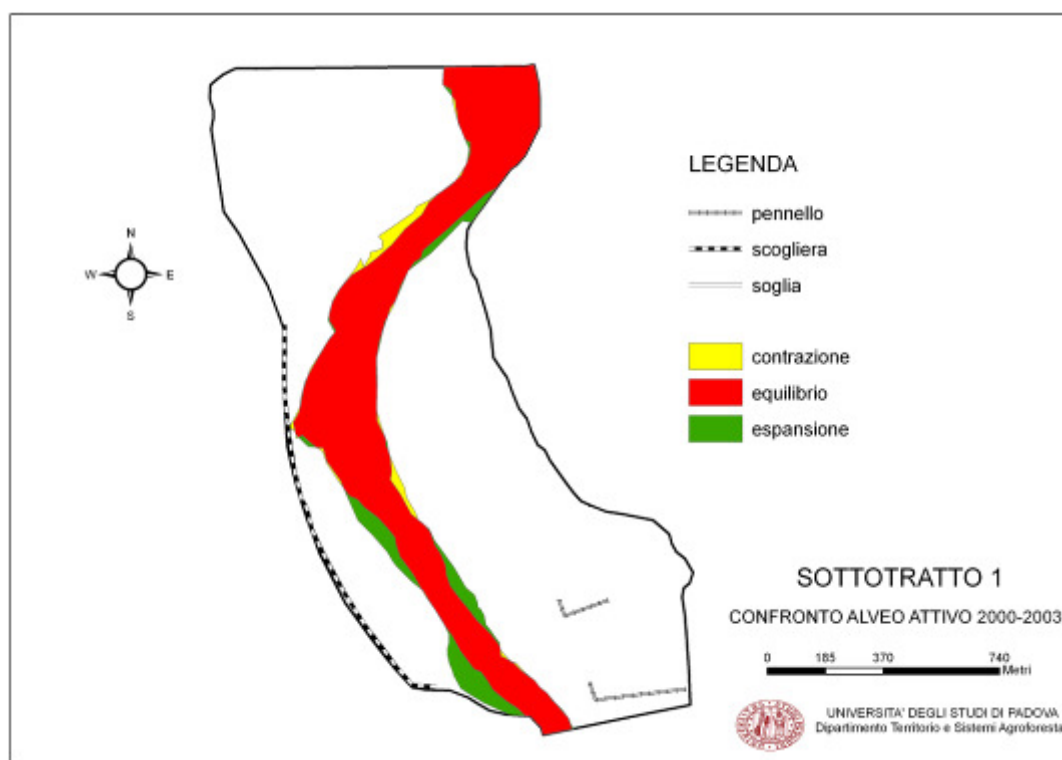 N
W E
S
LEGENDA
pennello
scogliera
soglia
contrazione
equilibrio
espansione
SOTTOTRATTO 1
CONFRONTO ALVEO ATTIVO 2000-2003
0 185 370 740
Metri
UNIVERSITA' DEGLI STUDI DI PADOVA
Dipartimento Territorio e Sistemi Agroforesta